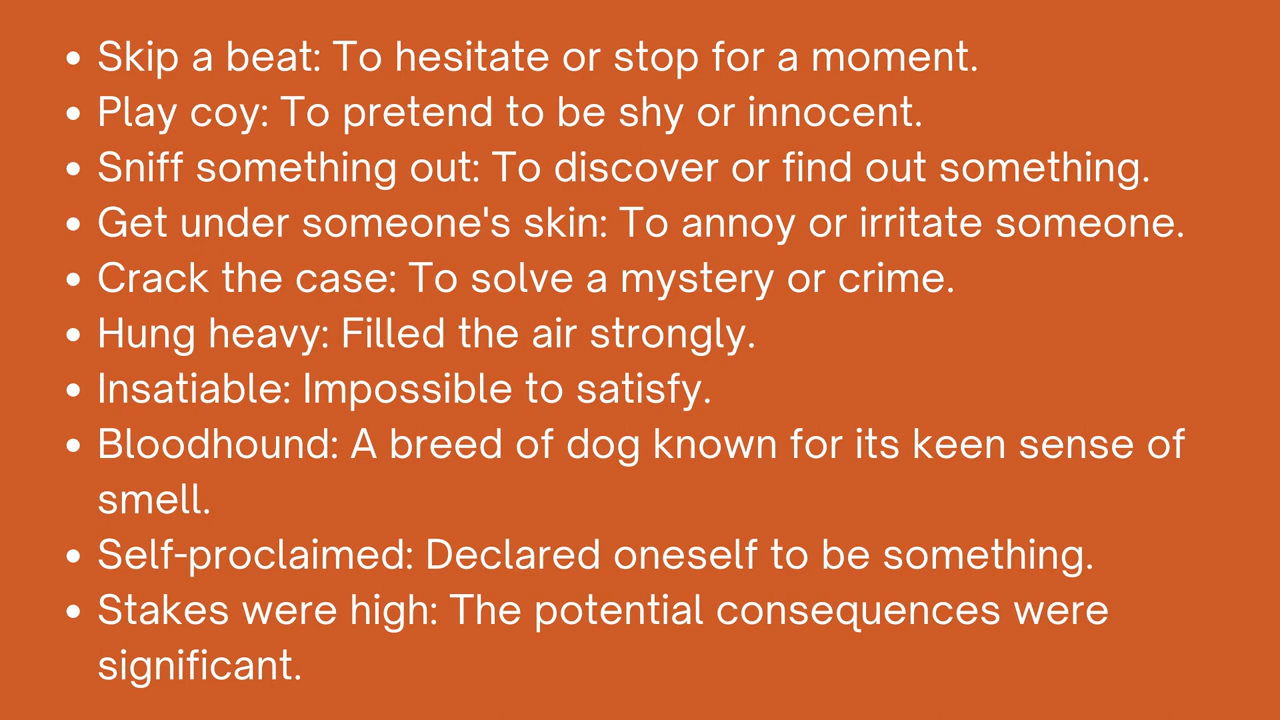 • Skip a beat: To hesitate or stop for a moment.
• Play coy: To pretend to be shy or innocent.
• Sniff something out: To discover or find out something.
• Get under someone's skin: To annoy or irritate someone.
• Crack the case: To solve a mystery or crime.
• Hung heavy: Filled the air strongly.
• Insatiable: Impossible to satisfy.
• Bloodhound: A breed of dog known for its keen sense of
smell.
• Self-proclaimed: Declared oneself to be something.
• Stakes were high: The potential consequences were
significant.